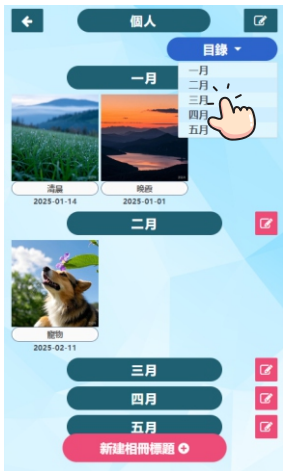 個人
目錄
一月
二月
三月
四月
五月
一月
清晨
晚霞
2025-01-14
2025-01-01
二月
寵物
2025-02-11
三月
四月
五月
新建相冊標題